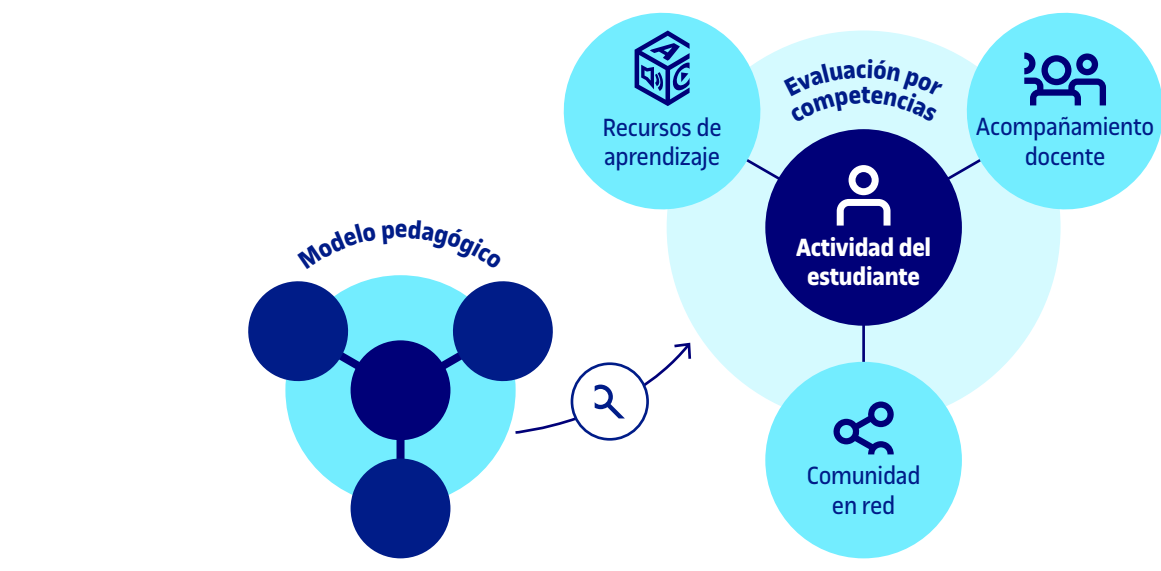 Modelo pedagógico
Evaluación por
competencias
Recursos de
aprendizaje
Acompañamiento
docente
Actividad del
estudiante
Comunidad
en red